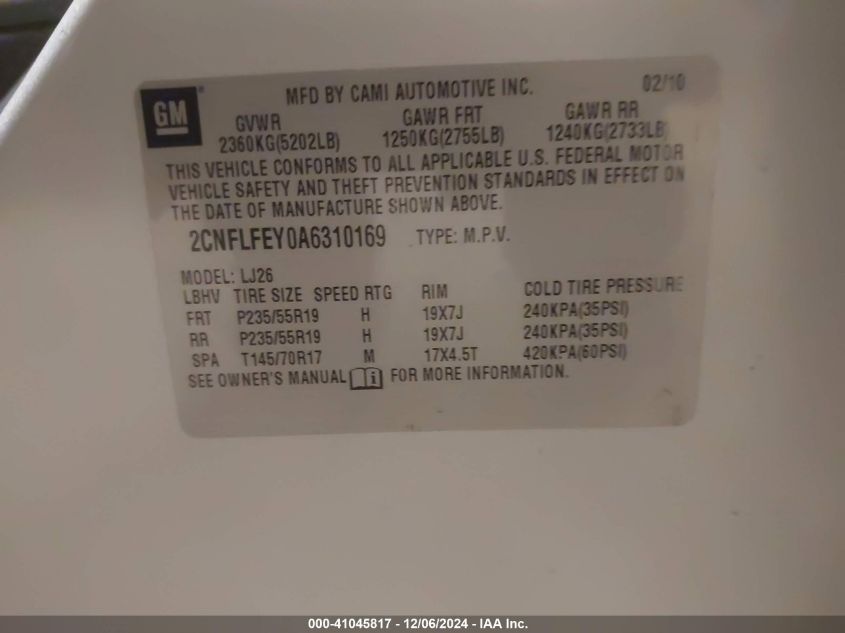 GM® MFD BY CAMI AUTOMOTIVE INC. 02/10
GVWR GAWR FRT GAWR RR
2360KG(5202LB) 1250KG(2755LB) 1240KG(2733LB)
THIS VEHICLE CONFORMS TO ALL APPLICABLE U.S. FEDERAL MOTOR
VEHICLE SAFETY AND THEFT PREVENTION STANDARDS IN EFFECT ON
THE DATE OF MANUFACTURE SHOWN ABOVE.
2CNFLFEY0A6310169 TYPE: M.P.V.
MODEL: LJ26
LBHV TIRE SIZE SPEED RTG RIM COLD TIRE PRESSURE
FRT P235/55R19 H 19X7J 240KPA(35PSI)
RR P235/55R19 H 19X7J 240KPA(35PSI)
SPA T145/70R17 M 17X4.5T 420KPA(60PSI)
SEE OWNER'S MANUAL i FOR MORE INFORMATION.
000-41045817 - 12/06/2024 - IAA Inc.